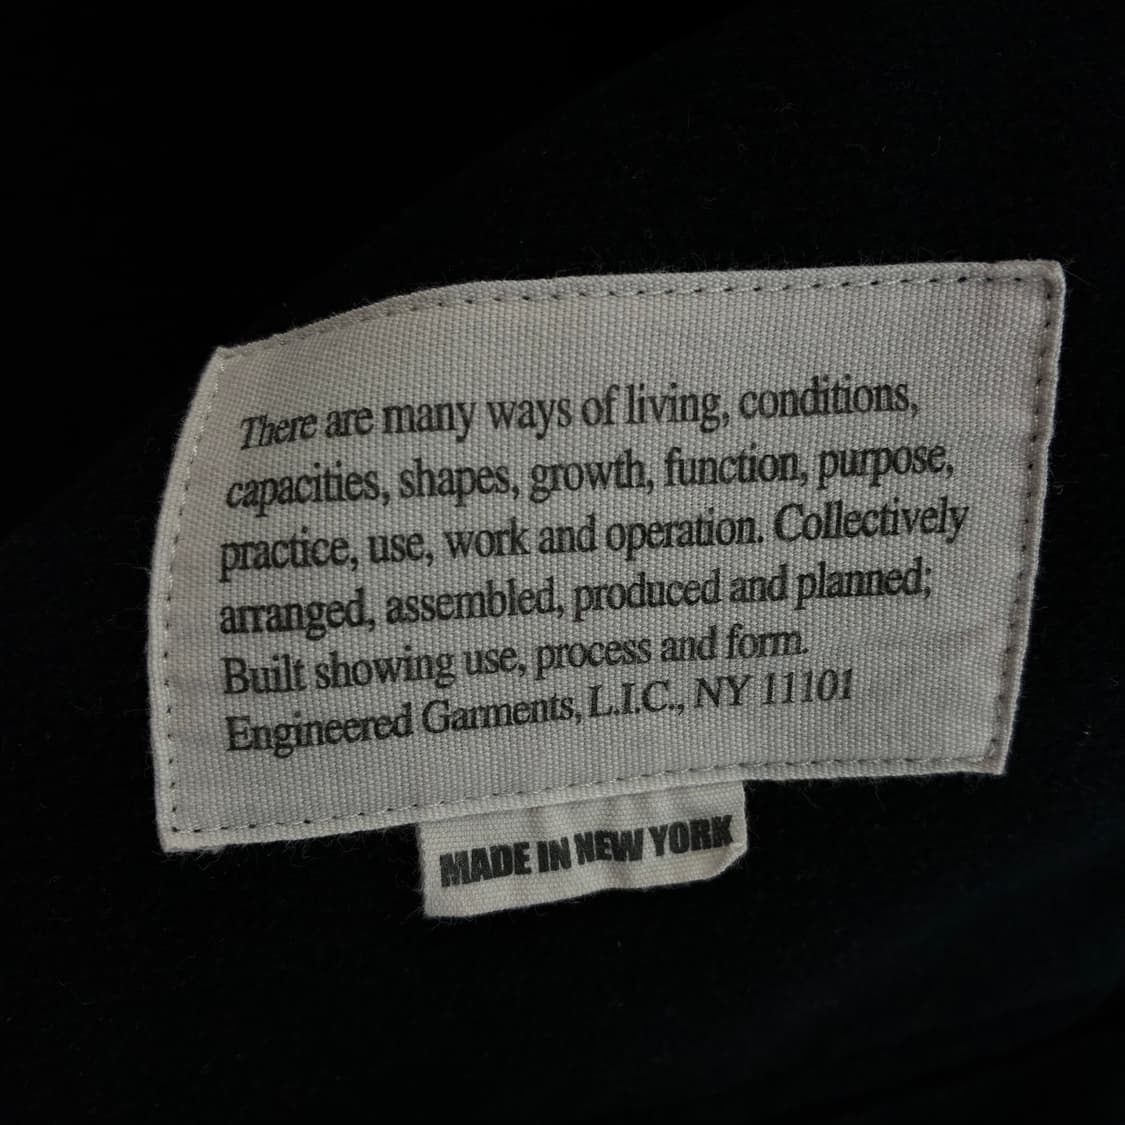 There are many ways of living, conditions,
capacities, shapes, growth, function, purpose,
practice, use, work and operation. Collectively
arranged, assembled, produced and planned;
Built showing use, process and form.
Engineered Garments, L.I.C., NY 11101
MADE IN NEW YORK